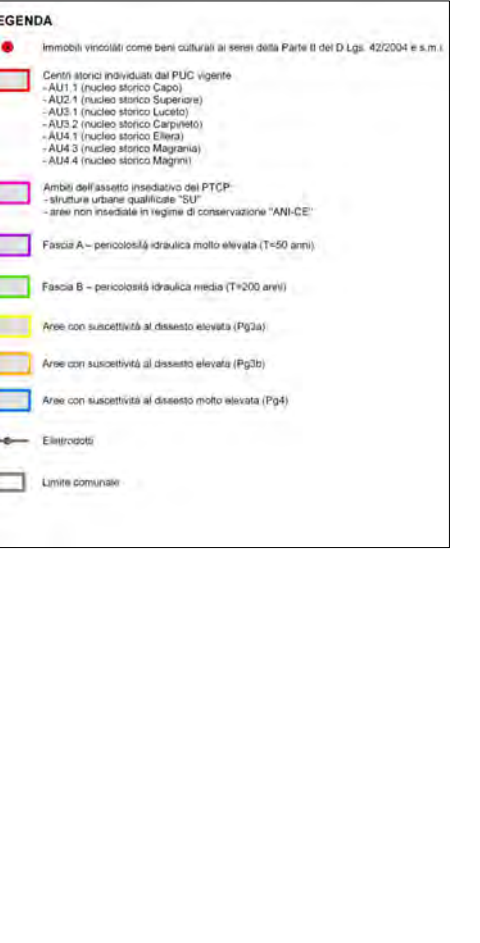 EGENDA
Immobili vincolati come beni culturali ai sensi della Parte II del D.Lgs. 42/2004 e s.m.i.
Centri storici individuati dal PUC vigente
- AU1.1 (nucleo storico Capo)
- AU2.1 (nucleo storico Superiore)
- AU3.1 (nucleo storico Luceto)
- AU3.2 (nucleo storico Carpineto)
- AU4.1 (nucleo storico Ellera)
- AU4.3 (nucleo storico Magrania)
- AU4.4 (nucleo storico Magrini)
Ambiti dell'assetto insediativo del PTCP:
- strutture urbane qualificate "SU"
- aree non insediate in regime di conservazione "ANI-CE"
Fascia A – pericolosità idraulica molto elevata (T=50 anni)
Fascia B – pericolosità idraulica media (T=200 anni)
Aree con suscettività al dissesto elevata (Pg3a)
Aree con suscettività al dissesto elevata (Pg3b)
Aree con suscettività al dissesto molto elevata (Pg4)
Elettrodotti
Limite comunale